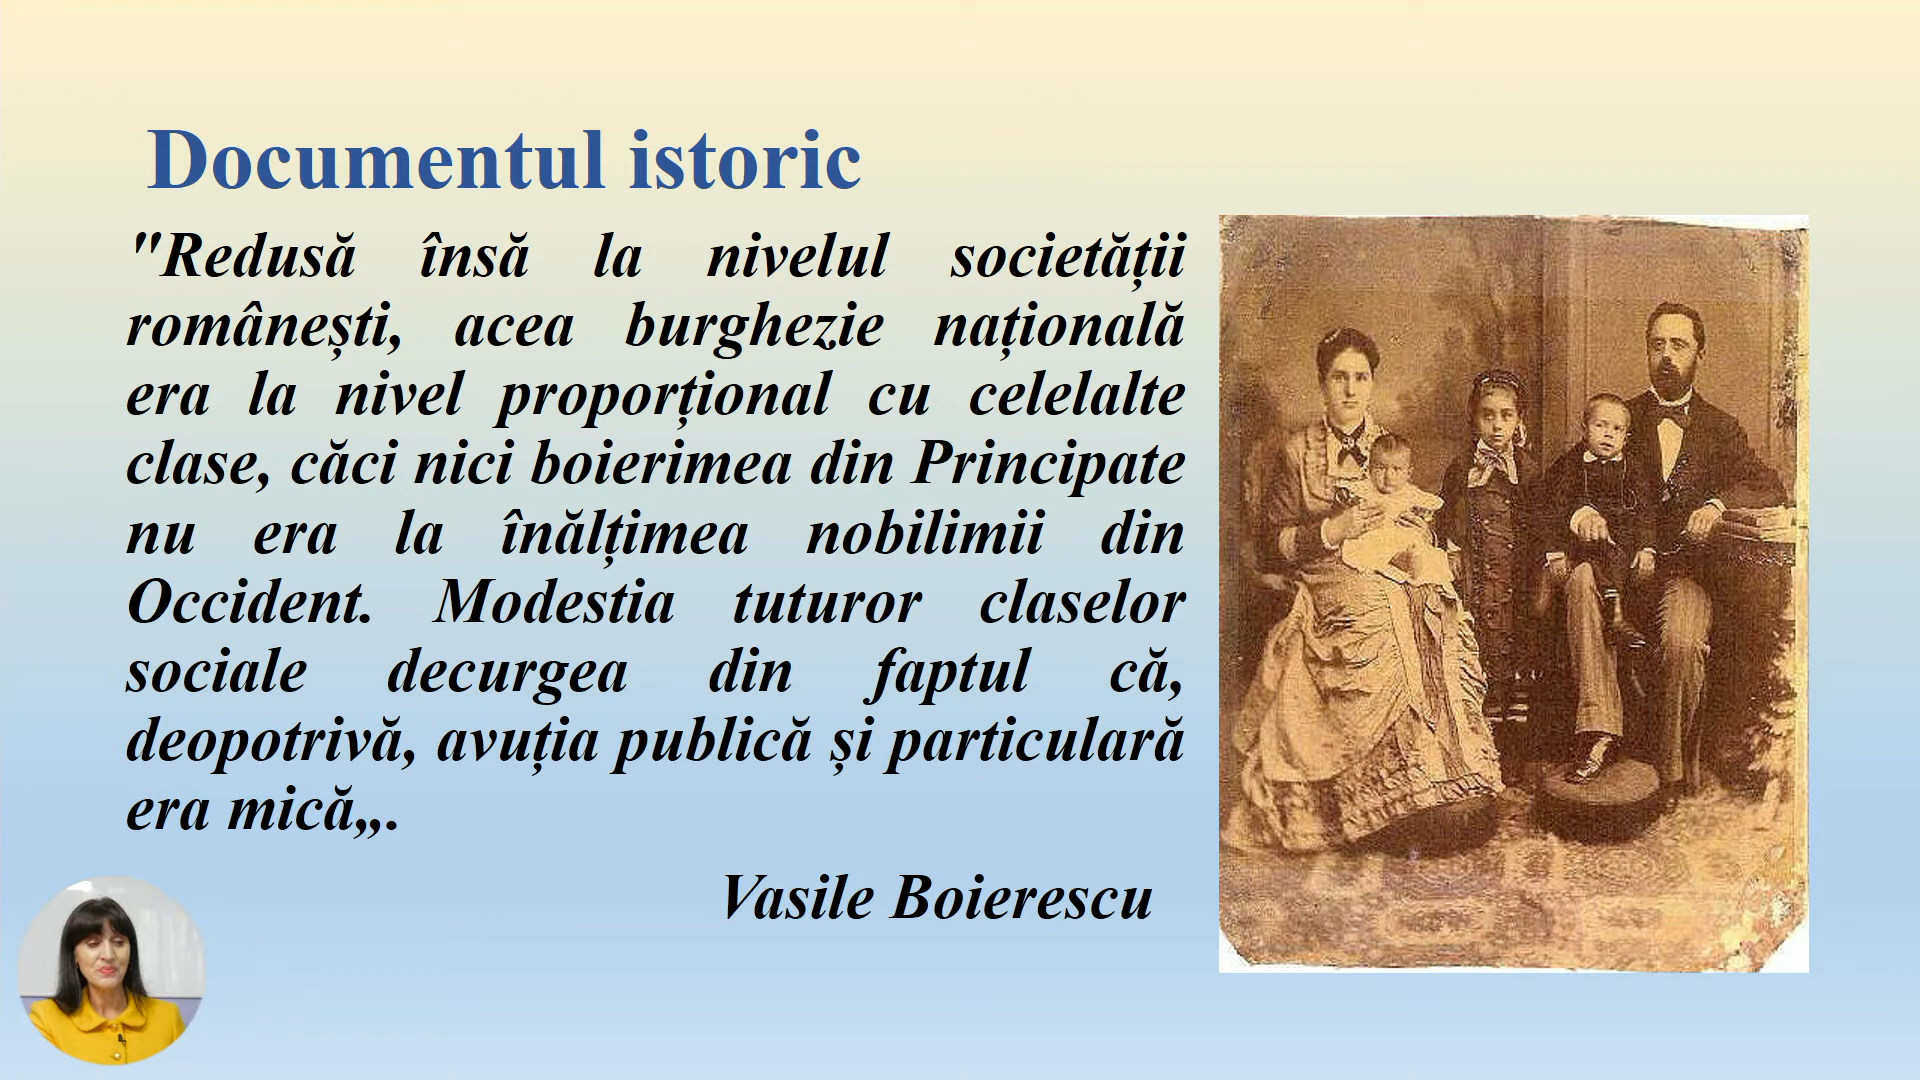 Documentul istoric
"Redusă însă la nivelul societății
românești, acea burghezie națională
era la nivel proporțional cu celelalte
clase, căci nici boierimea din Principate
nu era la înălțimea nobilimii din
Occident. Modestia tuturor claselor
sociale decurgea din faptul că,
deopotrivă, avuția publică și particulară
era mică„.
Vasile Boierescu